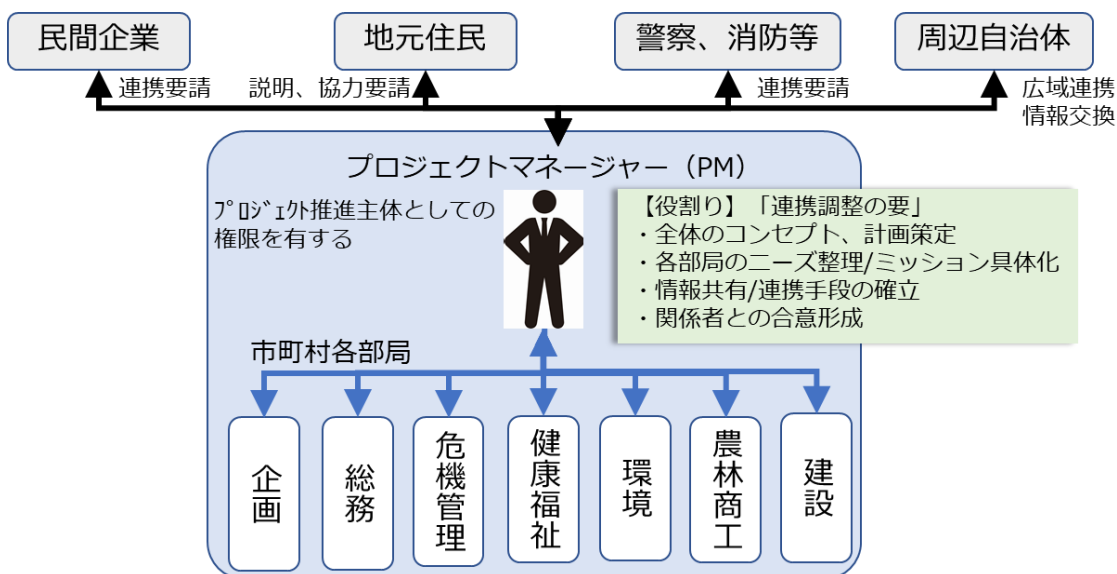 民間企業
地元住民
警察、消防等
周辺自治体
連携要請
説明、協力要請
連携要請
広域連携
情報交換
プロジェクトマネージャー（PM）
ﾌﾟﾛｼﾞｪｸﾄ推進主体としての
権限を有する
【役割り】「連携調整の要」
・全体のコンセプト、計画策定
・各部局のニーズ整理/ミッション具体化
・情報共有/連携手段の確立
・関係者との合意形成
市町村各部局
企画
総務
危機管理
健康福祉
環境
農林商工
建設